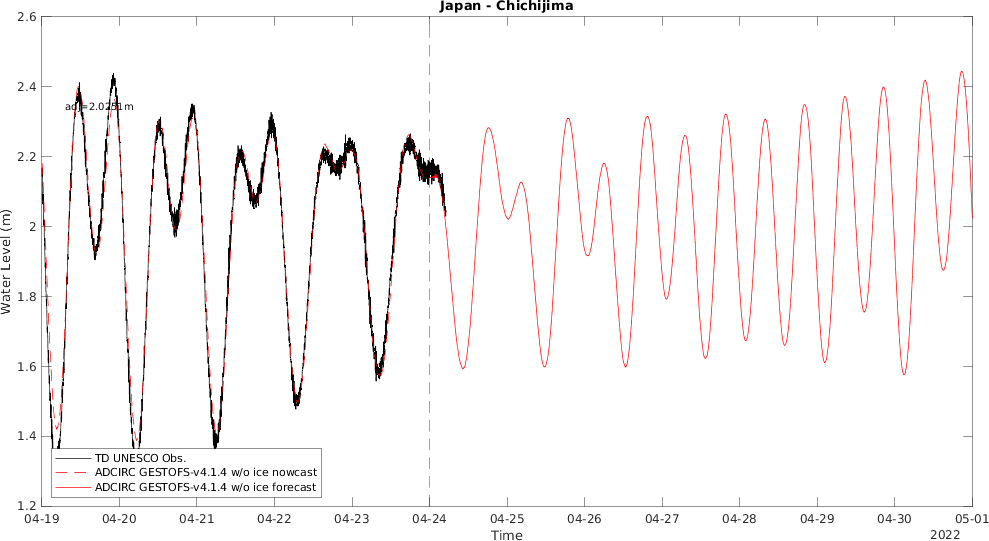 Japan - Chichijima
2.6
2.4
adj=2.0251m
2.2
2
1.8
1.6
1.4
1.2
Water Level (m)
TD UNESCO Obs.
ADCIRC GESTOFS-v4.1.4 w/o ice nowcast
ADCIRC GESTOFS-v4.1.4 w/o ice forecast
04-19 04-20 04-21 04-22 04-23 04-24 04-25 04-26 04-27 04-28 04-29 04-30 05-01
Time
2022